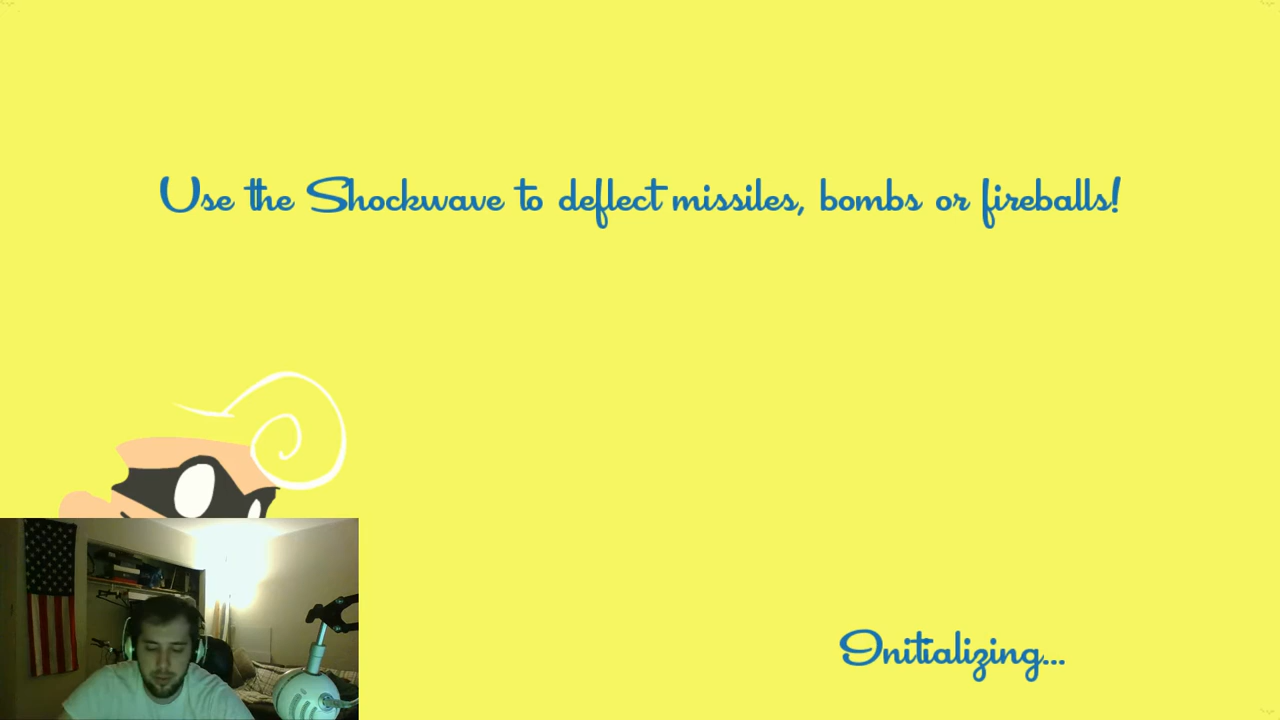 Use the Shockwave to deflect missiles, bombs or fireballs!
Initializing...